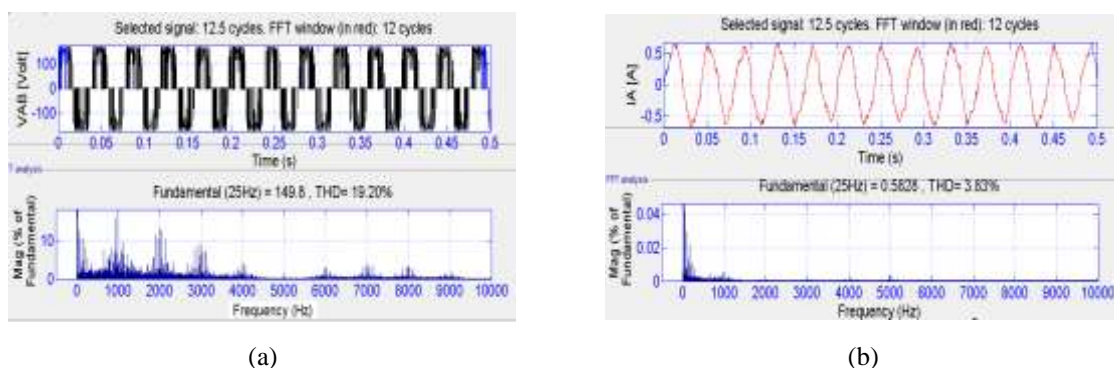 Selected signal: 12.5 cycles. FFT window (in red): 12 cycles
VAB [Volt]
100
0
-100
0 0.05 0.1 0.15 0.2 0.25 0.3 0.35 0.4 0.45 0.5
Time (s)
Fundamental (25Hz) = 149.8 , THD= 19.20%
Mag (% of Fundamental)
10
0
0 1000 2000 3000 4000 5000 6000 7000 8000 9000 10000
Frequency (Hz)
(a)
Selected signal: 12.5 cycles. FFT window (in red): 12 cycles
IA [A]
0.5
0
-0.5
0 0.05 0.1 0.15 0.2 0.25 0.3 0.35 0.4 0.45 0.5
Time (s)
FFT analysis
Fundamental (25Hz) = 0.5828 , THD= 3.83%
Mag (% of Fundamental)
0.04
0.02
0
0 1000 2000 3000 4000 5000 6000 7000 8000 9000 10000
Frequency (Hz)
(b)